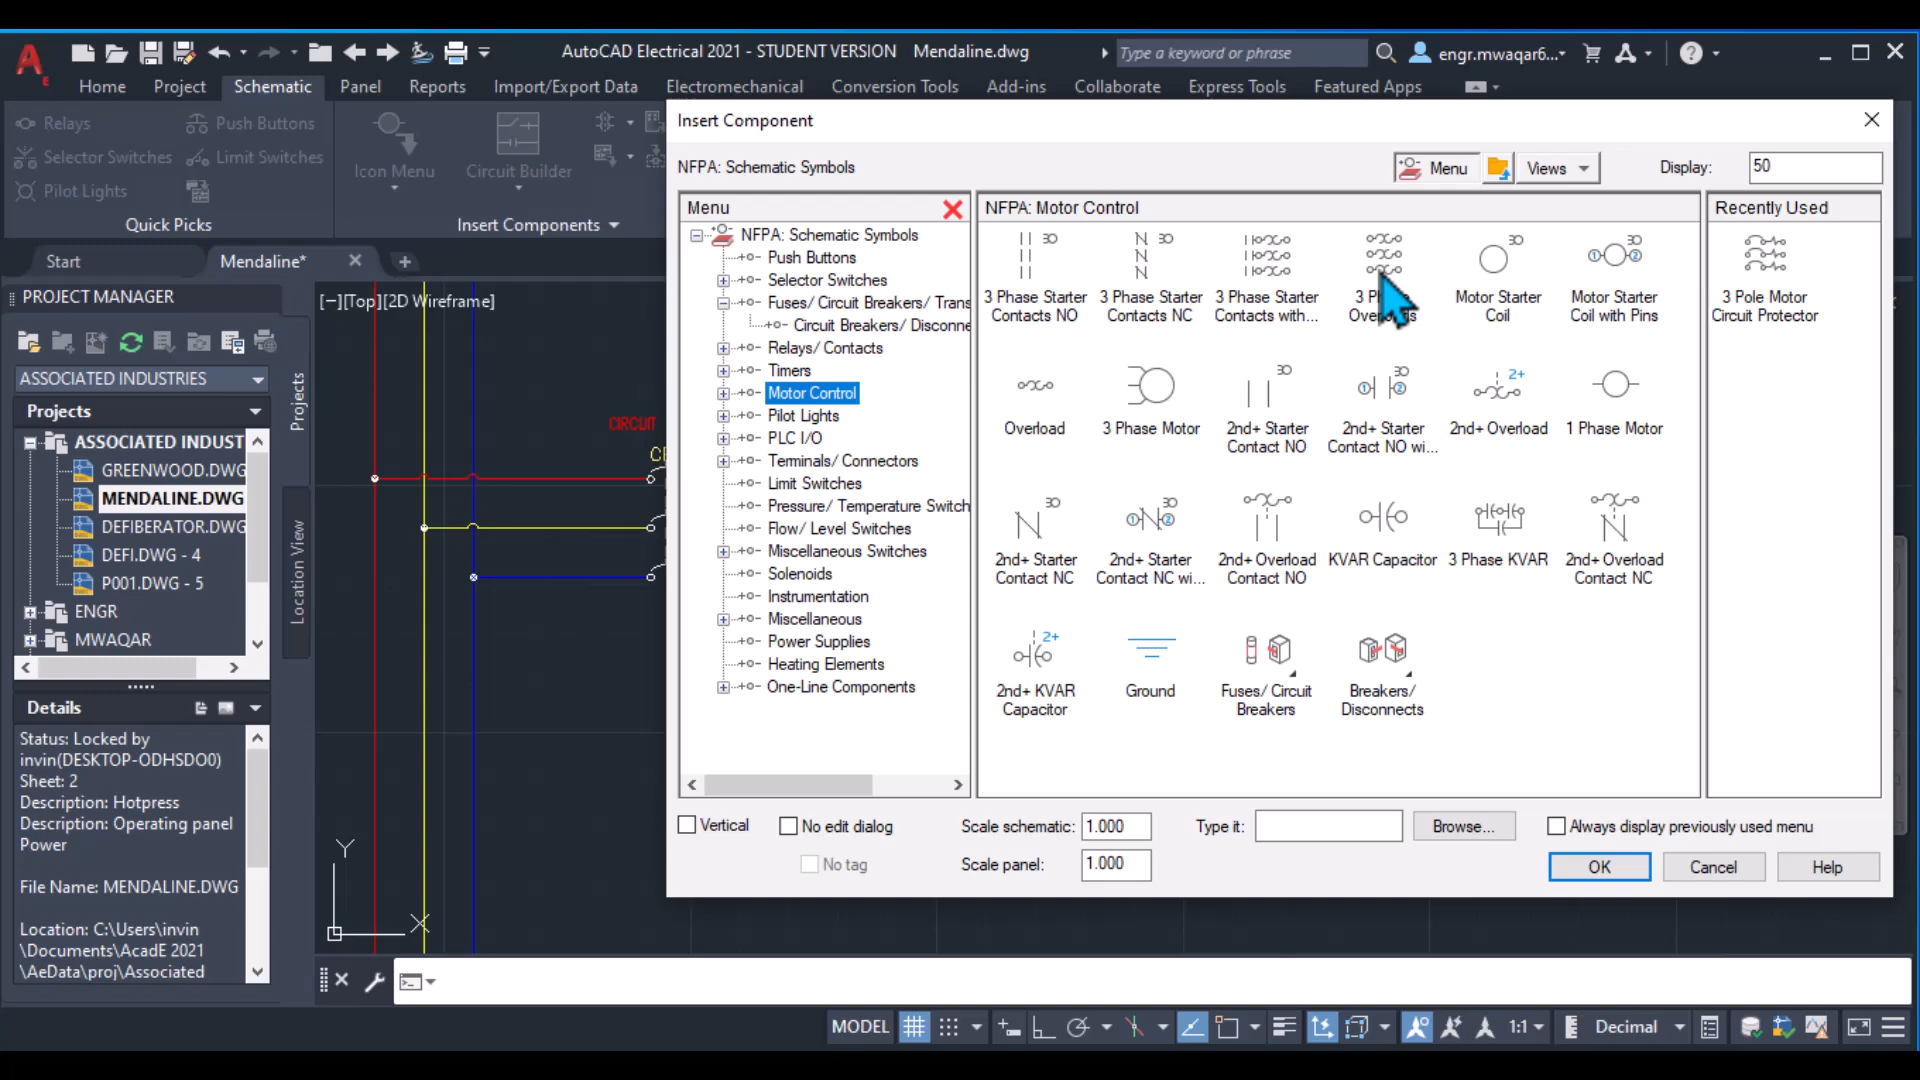 AutoCAD Electrical 2021 - STUDENT VERSION Mendaline.dwg
Type a keyword or phrase
engr.mwaqar6...
Home Project Schematic Panel Reports Import/Export Data Electromechanical Conversion Tools Add-ins Collaborate Express Tools Featured Apps
Relays Push Buttons
Selector Switches Limit Switches
Pilot Lights
Icon Menu Circuit Builder
Quick Picks
Insert Components
Start Mendaline*
PROJECT MANAGER
ASSOCIATED INDUSTRIES
Projects
ASSOCIATED INDUST
GREENWOOD.DWG
MENDALINE.DWG
DEFIBERATOR.DWG
DEFI.DWG - 4
P001.DWG - 5
ENGR
MWAQAR
Projects
Location View
Details
Status: Locked by
invin(DESKTOP-ODHSDO0)
Sheet: 2
Description: Hotpress
Description: Operating panel
Power
File Name: MENDALINE.DWG
Location: C:\Users\invin
\Documents\AcadE 2021
\AeData\proj\Associated
[−][Top][2D Wireframe]
CIRCUIT
Y
X
Insert Component
NFPA: Schematic Symbols
Menu Views Display: 50
Menu
NFPA: Schematic Symbols
Push Buttons
Selector Switches
Fuses/ Circuit Breakers/ Trans
Circuit Breakers/ Disconne
Relays/ Contacts
Timers
Motor Control
Pilot Lights
PLC I/O
Terminals/ Connectors
Limit Switches
Pressure/ Temperature Switch
Flow/ Level Switches
Miscellaneous Switches
Solenoids
Instrumentation
Miscellaneous
Power Supplies
Heating Elements
One-Line Components
NFPA: Motor Control
3 Phase Starter Contacts NO
3 Phase Starter Contacts NC
3 Phase Starter Contacts with...
Motor Starter Coil
Motor Starter Coil with Pins
Overload
3 Phase Motor
2nd+ Starter Contact NO
2nd+ Starter Contact NO wi...
2+
2nd+ Overload
1 Phase Motor
2nd+ Starter Contact NC
2nd+ Starter Contact NC wi...
2nd+ Overload Contact NO
KVAR Capacitor
3 Phase KVAR
2nd+ Overload Contact NC
2+
2nd+ KVAR Capacitor
Ground
Fuses/ Circuit Breakers
Breakers/ Disconnects
Recently Used
3 Pole Motor Circuit Protector
Vertical No edit dialog Scale schematic: 1.000 Type it: Browse... Always display previously used menu
No tag Scale panel: 1.000 OK Cancel Help
MODEL 1:1 Decimal